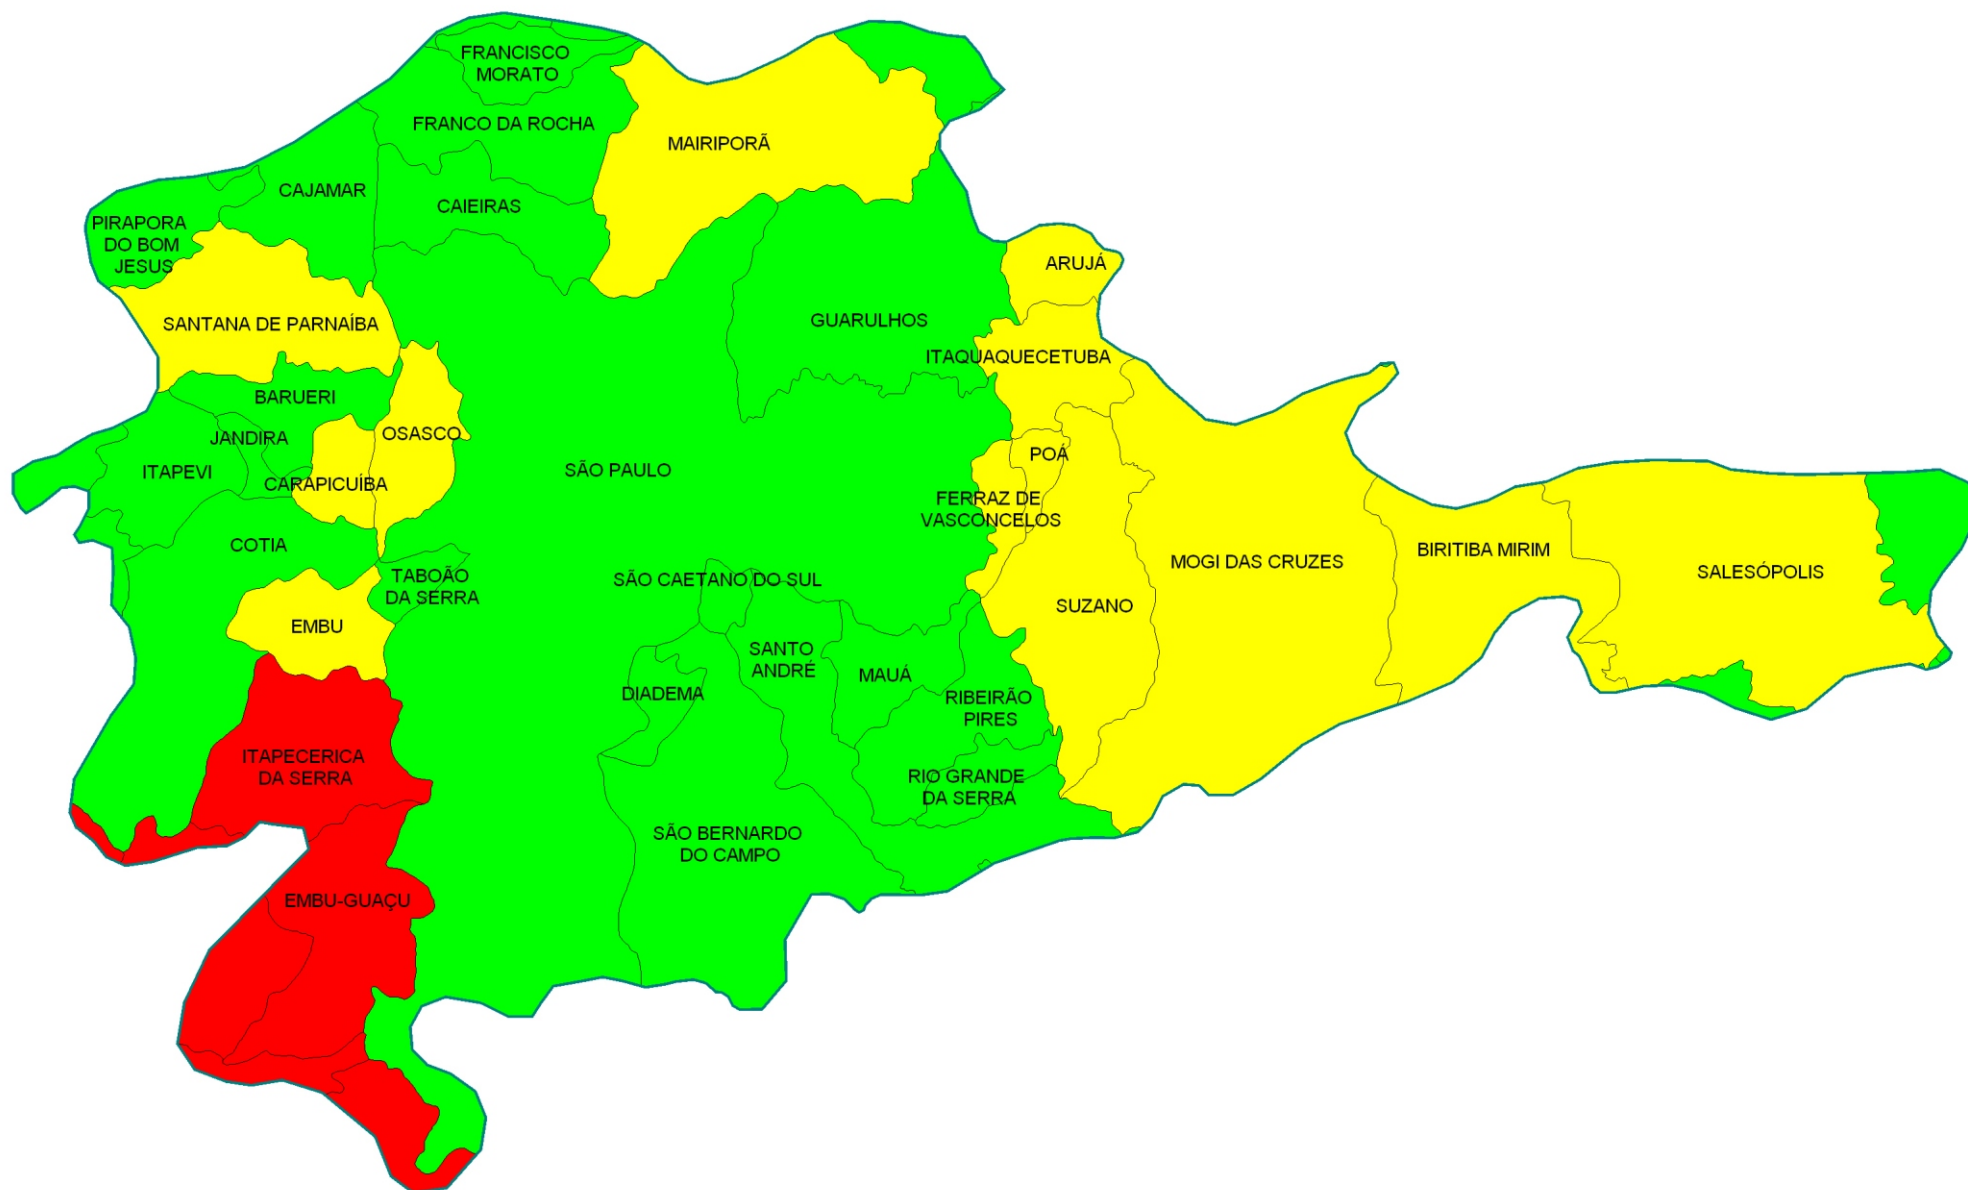 FRANCISCO
MORATO
FRANCO DA ROCHA
MAIRIPORÃ
CAJAMAR
CAIEIRAS
PIRAPORA
DO BOM
JESUS
ARUJÁ
SANTANA DE PARNAÍBA
GUARULHOS
ITAQUAQUECETUBA
BARUERI
JANDIRA
OSASCO
ITAPEVI
CARAPICUÍBA
SÃO PAULO
POÁ
FERRAZ DE
VASCONCELOS
COTIA
TABOÃO
DA SERRA
SÃO CAETANO DO SUL
MOGI DAS CRUZES
BIRITIBA MIRIM
SALESÓPOLIS
EMBU
SUZANO
SANTO
ANDRÉ
MAUÁ
DIADEMA
RIBEIRÃO
PIRES
ITAPECERICA
DA SERRA
RIO GRANDE
DA SERRA
SÃO BERNARDO
DO CAMPO
EMBU-GUAÇU